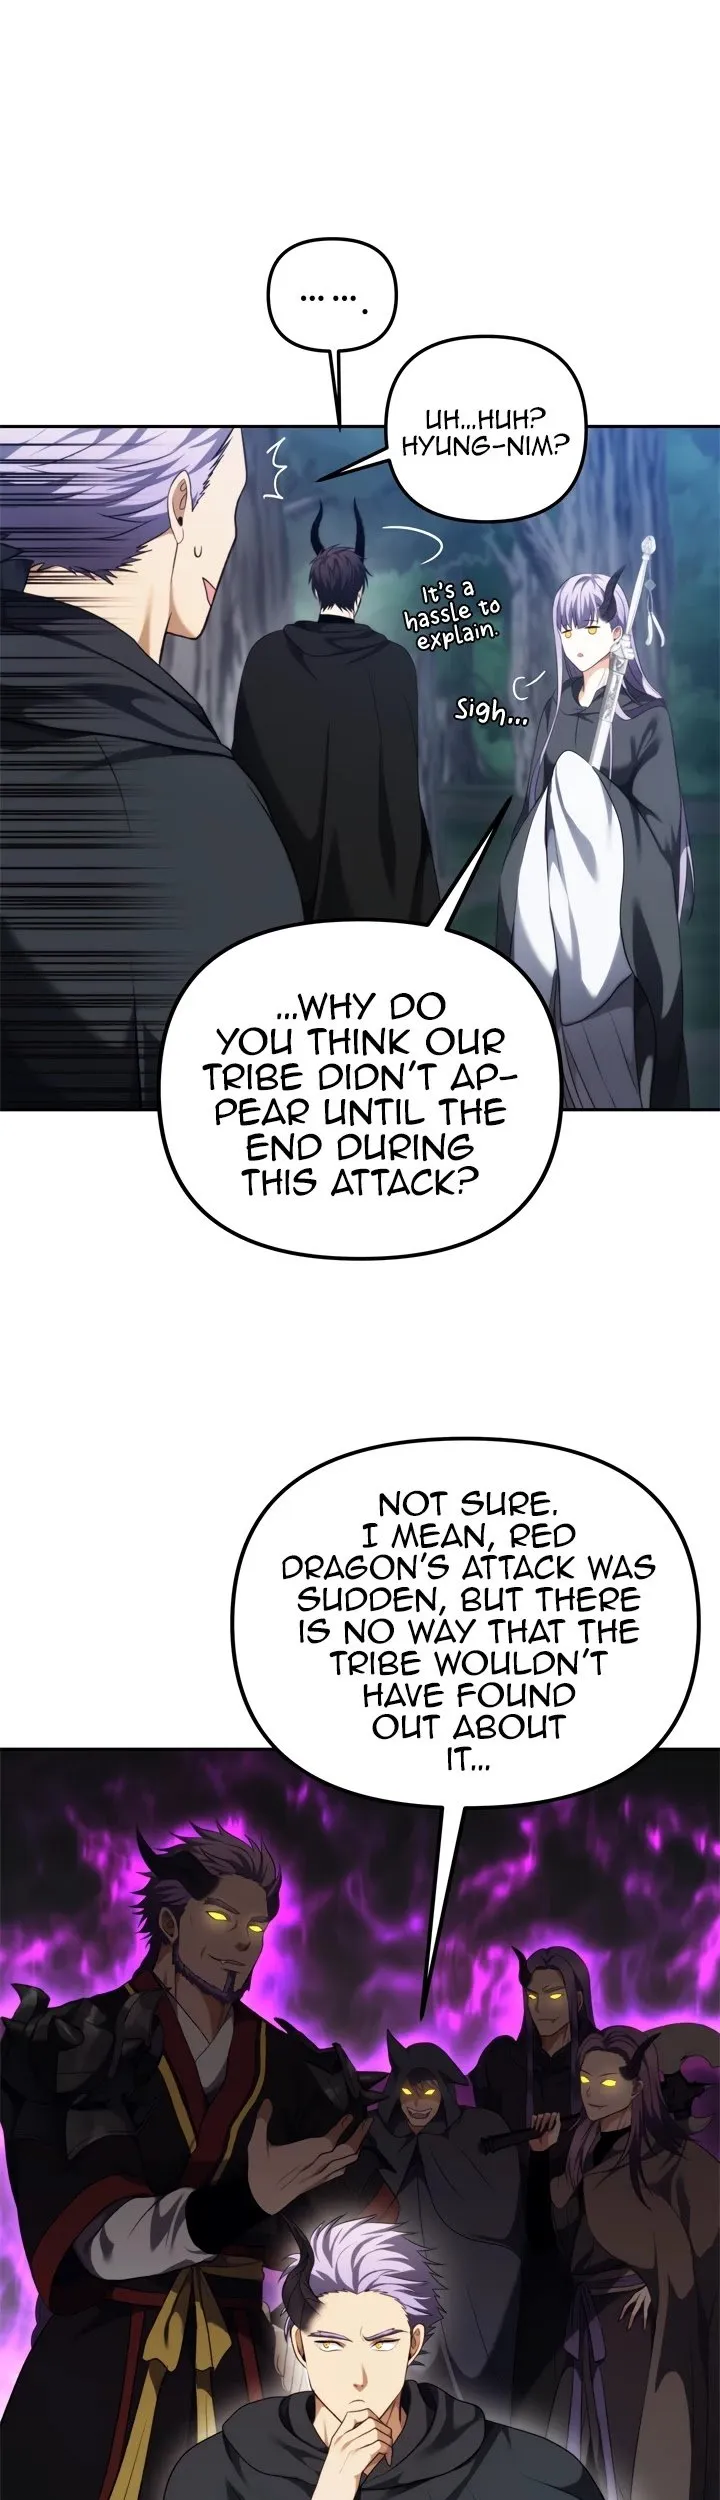 ... ... .
UH...HUH?
HYUNG-NIM?
It's a
hassle to
explain.
Sigh...
...WHY DO
YOU THINK OUR
TRIBE DIDN'T AP-
PEAR UNTIL THE
END DURING
THIS ATTACK?
NOT SURE.
I MEAN, RED
DRAGON'S ATTACK WAS
SUDDEN, BUT THERE
IS NO WAY THAT THE
TRIBE WOULDN'T
HAVE FOUND
OUT ABOUT
IT...